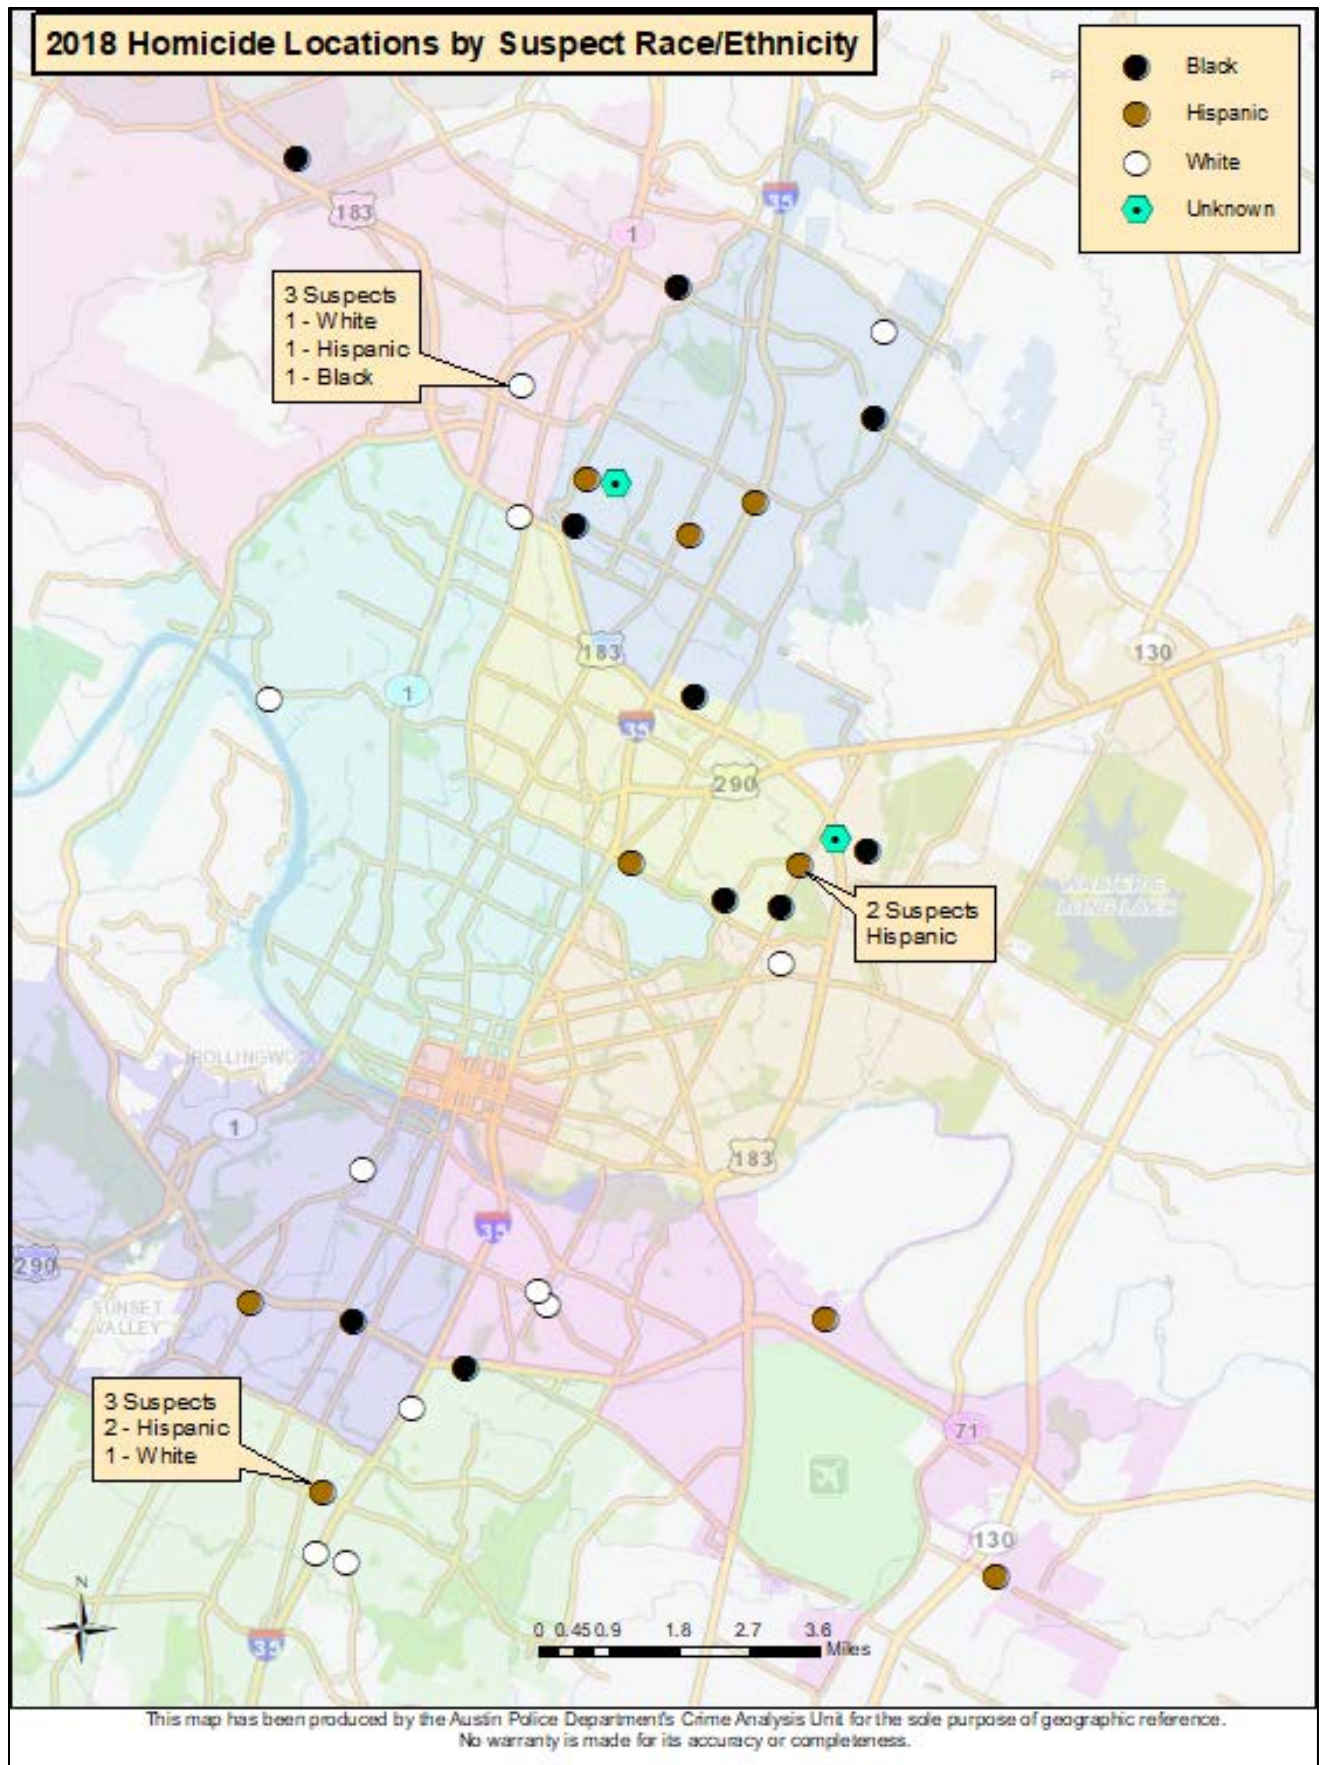 2018 Homicide Locations by Suspect Race/Ethnicity
Black
Hispanic
White
Unknown
35
183
1
3 Suspects
1 - White
1 - Hispanic
1 - Black
183
130
1
35
290
2 Suspects
Hispanic
1
183
35
290
SUNSET
VALLEY
3 Suspects
2 - Hispanic
1 - White
71
130
N
35
0 0.45 0.9 1.8 2.7 3.6
Miles
This map has been produced by the Austin Police Department's Crime Analysis Unit for the sole purpose of geographic reference.
No warranty is made for its accuracy or completeness.